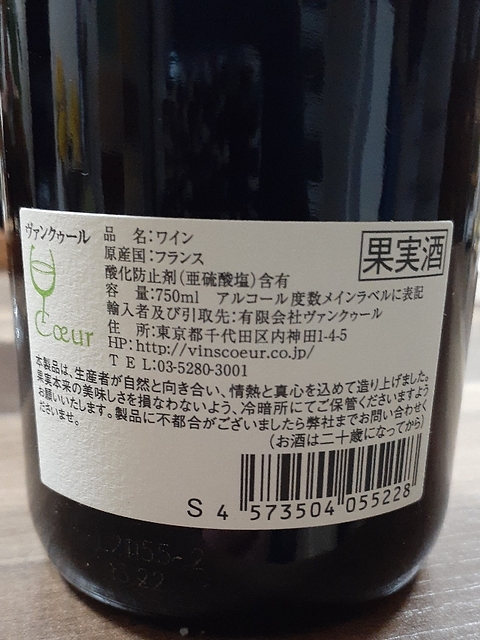 ヴァンクゥール
cœur
品　名：ワイン
果実酒
原産国：フランス
酸化防止剤（亜硫酸塩）含有
容　量：750ml　アルコール度数メインラベルに表記
輸入者及び引取先：有限会社ヴァンクゥール
住　所：東京都千代田区内神田1-4-5
HP：http://vinscoeur.co.jp/
ＴＥＬ：03-5280-3001
本製品は、生産者が自然と向き合い、情熱と真心を込めて造り上げました。
果実本来の美味しさを損なわないよう、冷暗所にてご保管くださいますよう
お願いいたします。製品に不都合がございましたら弊社までお問い合わせく
ださいませ。
（お酒は二十歳になってから）
S 4 573504 055228